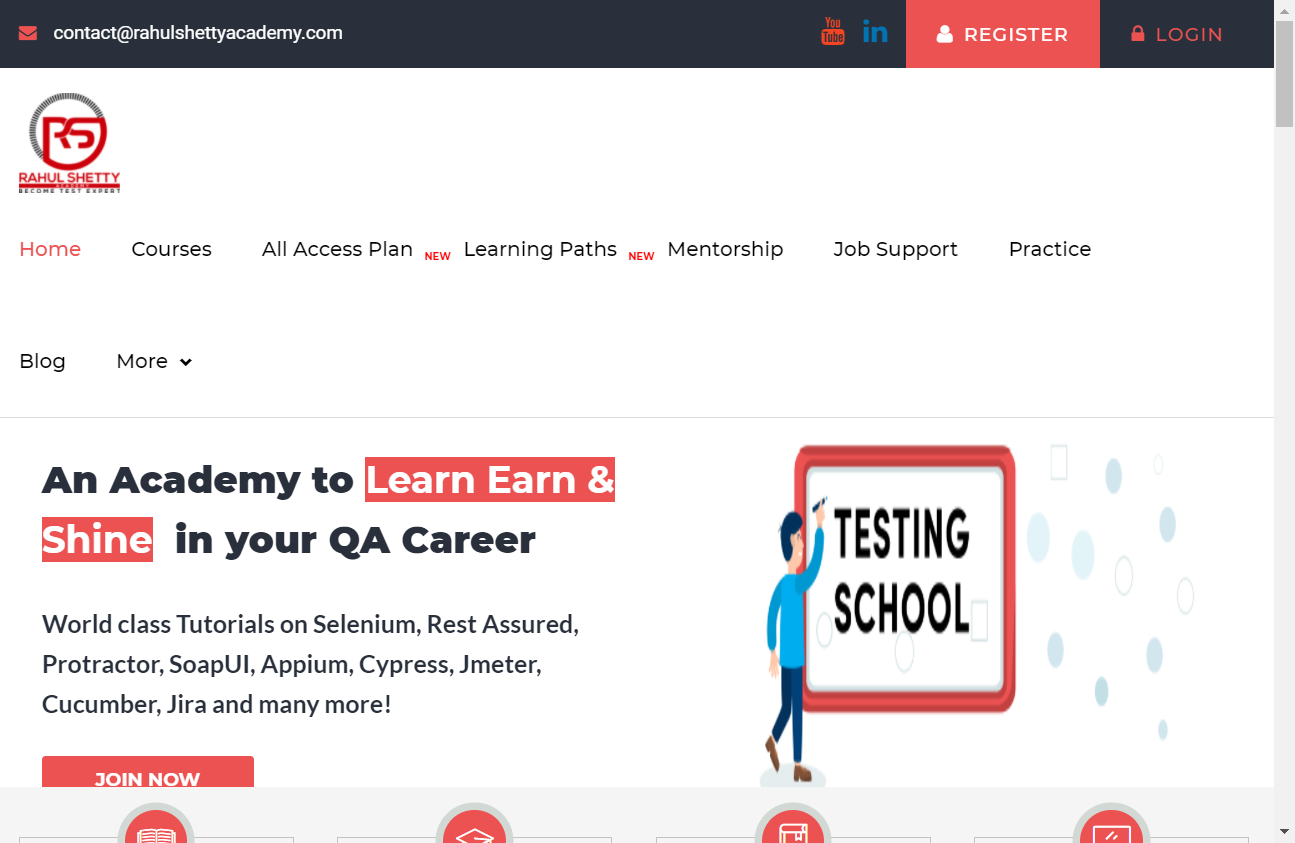 contact@rahulshettyacademy.com
You Tube in REGISTER LOGIN
RS
RAHUL SHETTY
ACADEMY
BECOME TEST EXPERT
Home Courses All Access Plan NEW Learning Paths NEW Mentorship Job Support Practice
Blog More
An Academy to Learn Earn &
Shine in your QA Career
World class Tutorials on Selenium, Rest Assured,
Protractor, SoapUI, Appium, Cypress, Jmeter,
Cucumber, Jira and many more!
JOIN NOW
TESTING
SCHOOL